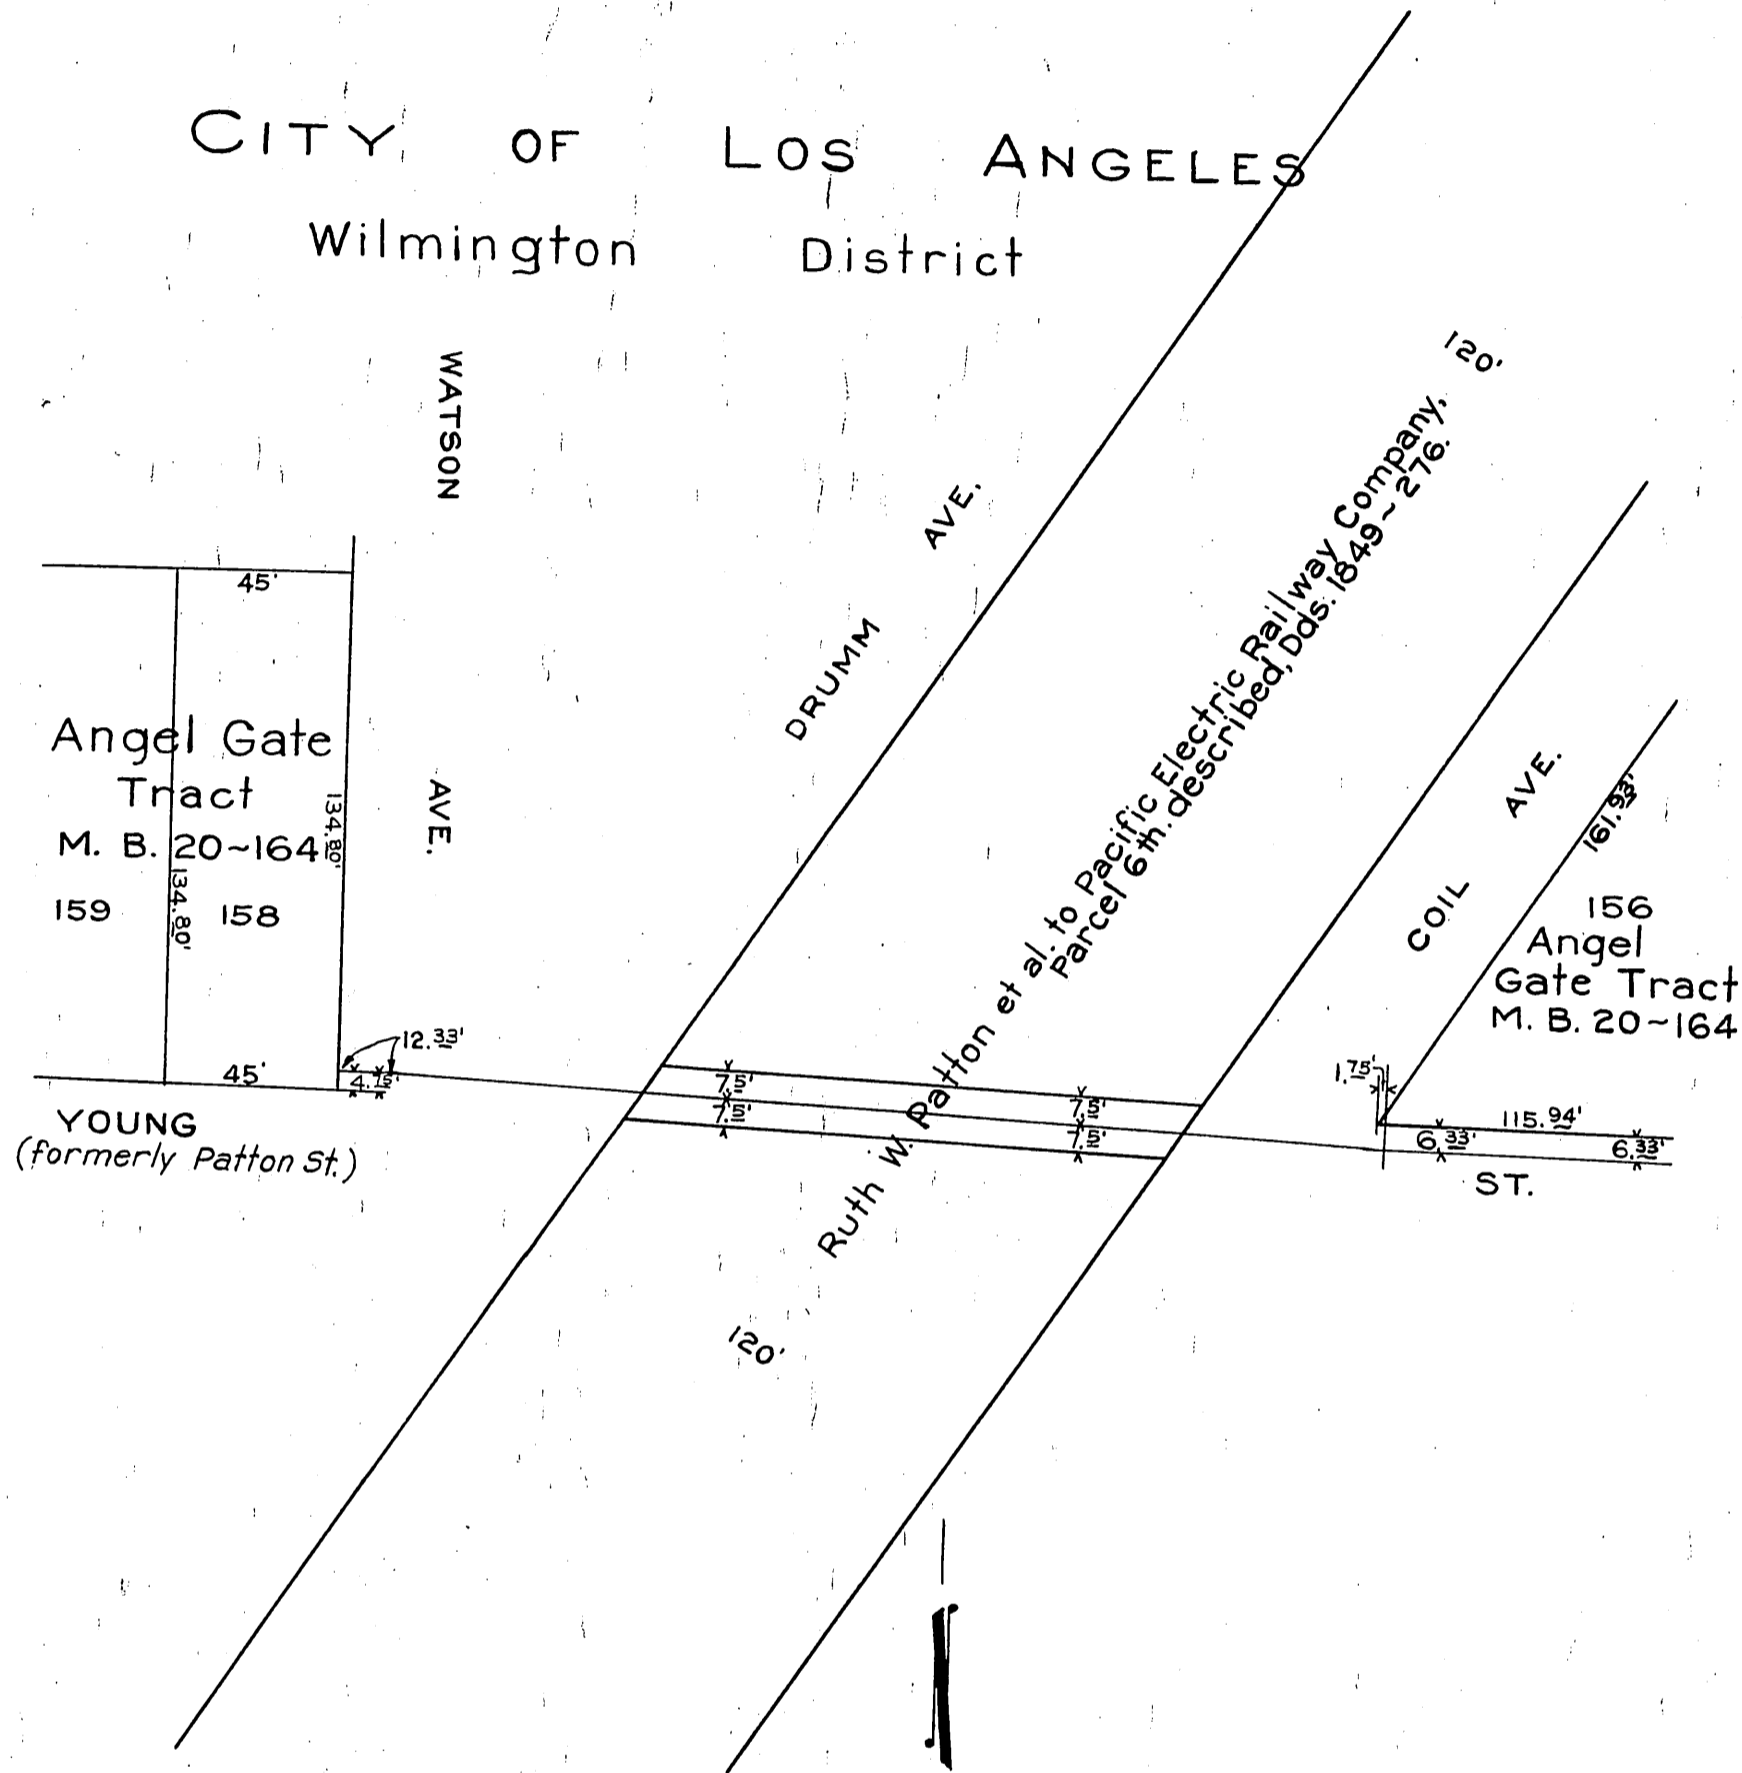 CITY OF LOS ANGELES
Wilmington District
WATSON
AVE.
DRUMM AVE.
120'
Ruth W. Patton et al. to Pacific Electric Railway Company,
Parcel 6th. described, Dds. 1849~276.
120'
COIL AVE.
45'
Angel Gate
Tract
M. B. 20~164
134.80'
134.80'
159
158
45'
12.33'
4.75'
YOUNG
(formerly Patton St.)
7.5'
7.5'
7.5'
7.5'
161.93'
156
Angel
Gate Tract
M. B. 20~164
1.75'
115.94'
6.33'
6.33'
ST.